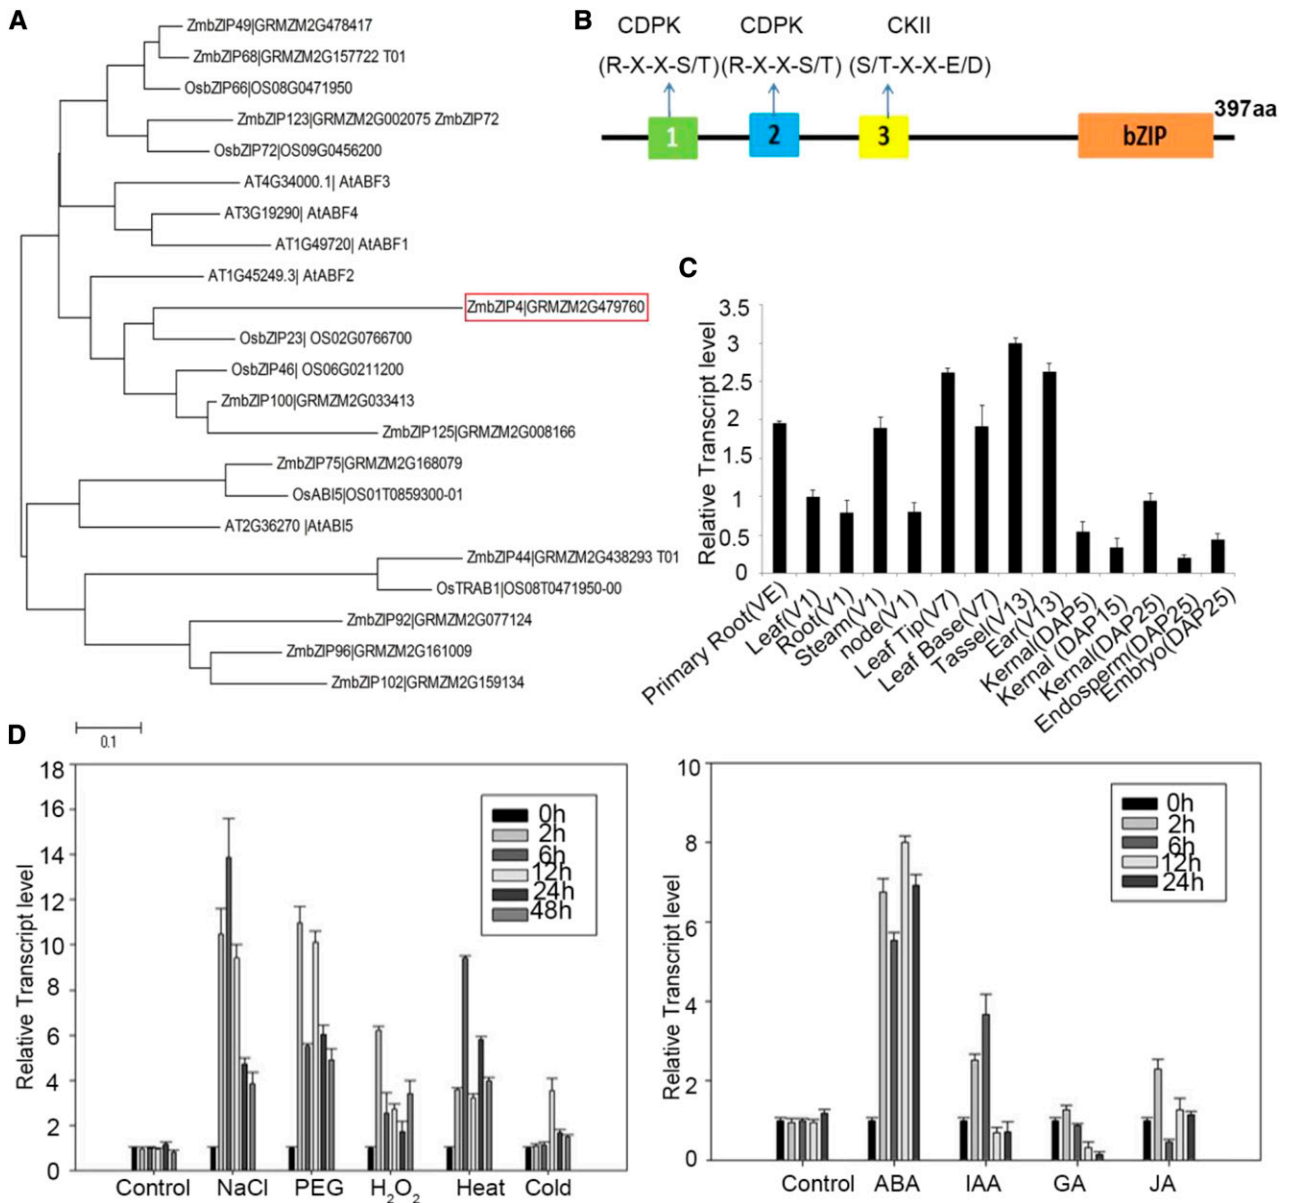 A
ZmbZIP49|GRMZM2G478417
ZmbZIP68|GRMZM2G157722 T01
OsbZIP66|OS08G0471950
ZmbZIP123|GRMZM2G002075 ZmbZIP72
OsbZIP72|OS09G0456200
AT4G34000.1| AtABF3
AT3G19290| AtABF4
AT1G49720| AtABF1
AT1G45249.3| AtABF2
ZmbZIP4|GRMZM2G479760
OsbZIP23| OS02G0766700
OsbZIP46| OS06G0211200
ZmbZIP100|GRMZM2G033413
ZmbZIP125|GRMZM2G008166
ZmbZIP75|GRMZM2G168079
OsABI5|OS01T0859300-01
AT2G36270 |AtABI5
ZmbZIP44|GRMZM2G438293 T01
OsTRAB1|OS08T0471950-00
ZmbZIP92|GRMZM2G077124
ZmbZIP96|GRMZM2G161009
ZmbZIP102|GRMZM2G159134
0.1
B
CDPK CDPK CKII
(R-X-X-S/T) (R-X-X-S/T) (S/T-X-X-E/D)
1 2 3 bZIP 397aa
C
Relative Transcript level
3.5
3
2.5
2
1.5
1
0.5
0
Primary Root(VE)
Leaf(V1)
Root(V1)
Steam(V1)
node(V1)
Leaf Tip(V7)
Leaf Base(V7)
Tassel(V13)
Ear(V13)
Kernal(DAP5)
Kernal (DAP15)
Kernal(DAP25)
Endosperm(DAP25)
Embryo(DAP25)
D
Relative Transcript level
18
16
14
12
10
8
6
4
2
0
0h
2h
6h
12h
24h
48h
Control NaCl PEG H2O2 Heat Cold
Relative Transcript level
10
8
6
4
2
0
0h
2h
6h
12h
24h
Control ABA IAA GA JA